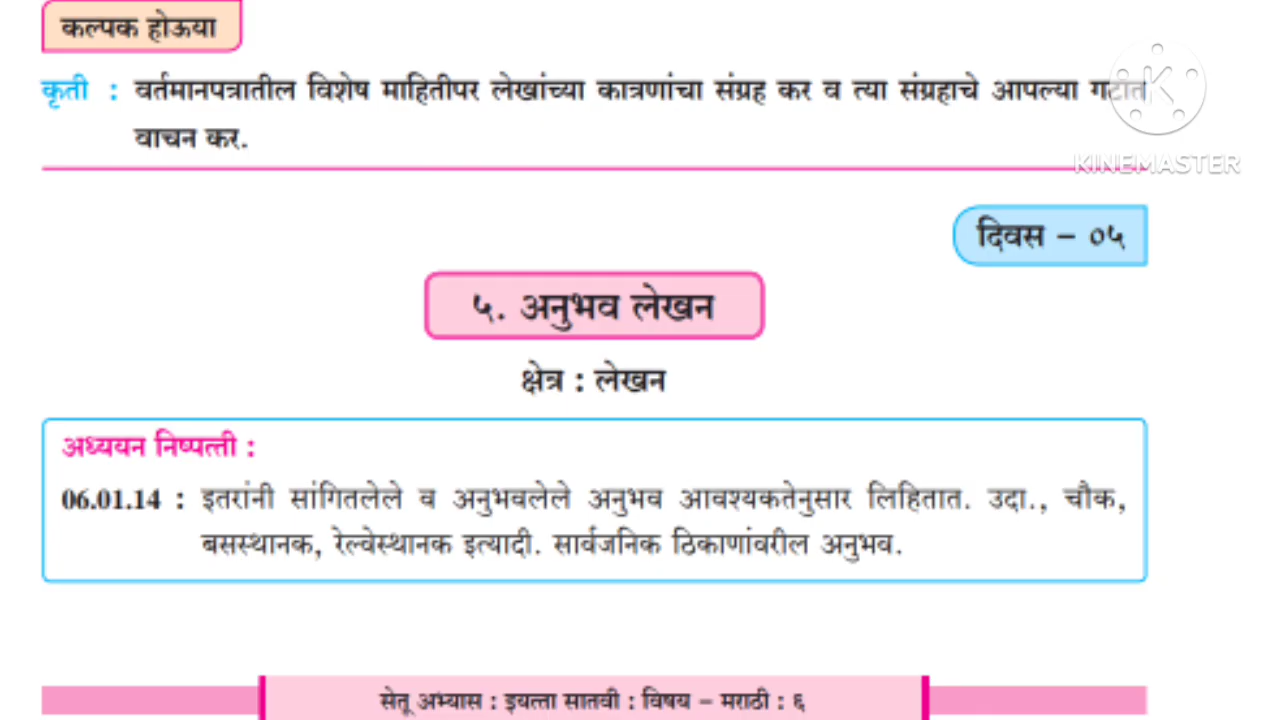 कल्पक होऊया
कृती : वर्तमानपत्रातील विशेष माहितीपर लेखांच्या कात्रणांचा संग्रह कर व त्या संग्रहाचे आपल्या गटात
वाचन कर.
KINEMASTER
दिवस – ०५
५. अनुभव लेखन
क्षेत्र : लेखन
अध्ययन निष्पत्ती :
06.01.14 : इतरांनी सांगितलेले व अनुभवलेले अनुभव आवश्यकतेनुसार लिहितात. उदा., चौक,
बसस्थानक, रेल्वेस्थानक इत्यादी. सार्वजनिक ठिकाणांवरील अनुभव.
सेतू अभ्यास : इयत्ता सातवी : विषय – मराठी : ६